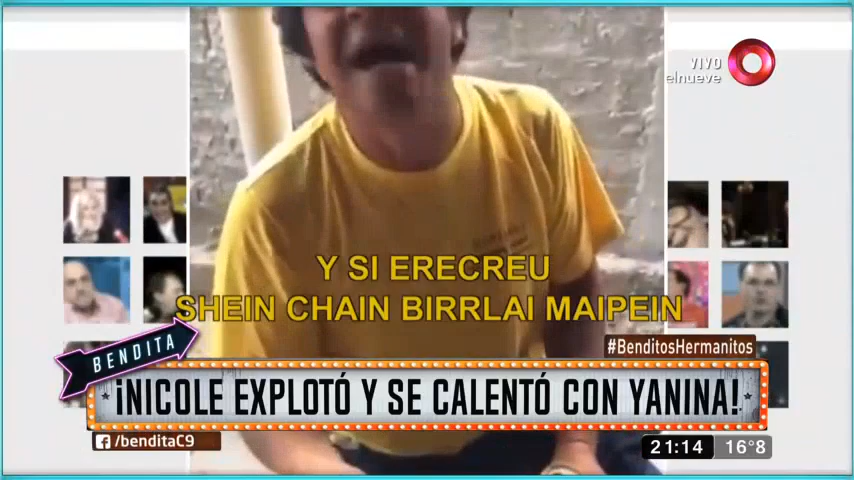 VIVO
elnueve
Y SI ERECREU
SHEIN CHAIN BIRRLAI MAIPEIN
#BenditosHermanitos
BENDITA
¡NICOLE EXPLOTÓ Y SE CALENTÓ CON YANINA!
/benditaC9
21:14 16°8